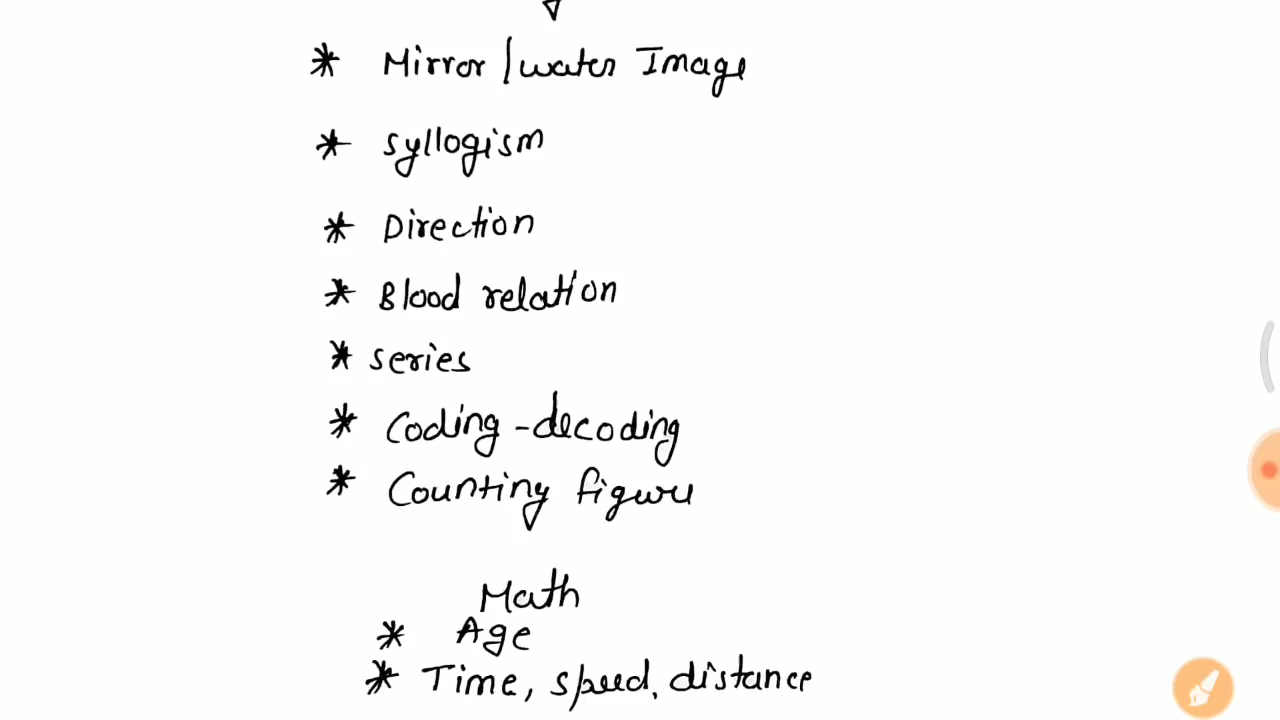 * Mirror/water Image
* syllogism
* Direction
* Blood relation
* series
* Coding-decoding
* Counting figure
Math
* Age
* Time, speed, distance